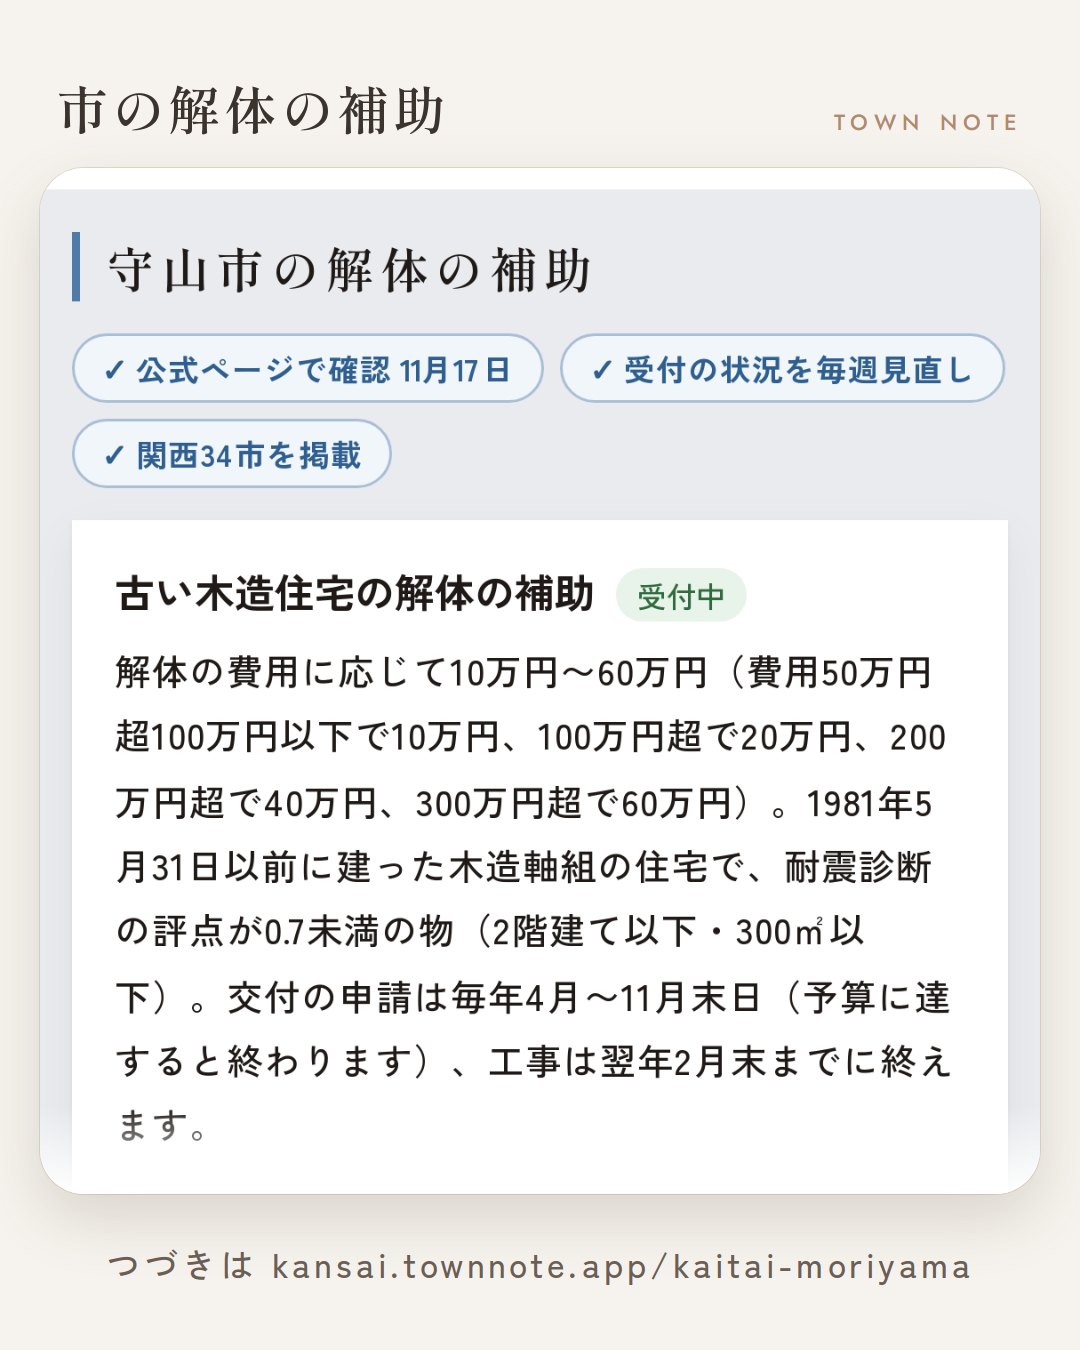 市の解体の補助
TOWN NOTE
守山市の解体の補助
✓ 公式ページで確認 11月17日
✓ 受付の状況を毎週見直し
✓ 関西34市を掲載
古い木造住宅の解体の補助 受付中
解体の費用に応じて10万円〜60万円（費用50万円
超100万円以下で10万円、100万円超で20万円、200
万円超で40万円、300万円超で60万円）。1981年5
月31日以前に建った木造軸組の住宅で、耐震診断
の評点が0.7未満の物（2階建て以下・300㎡以
下）。交付の申請は毎年4月〜11月末日（予算に達
すると終わります）、工事は翌年2月末までに終え
ます。
つづきは kansai.townnote.app/kaitai-moriyama